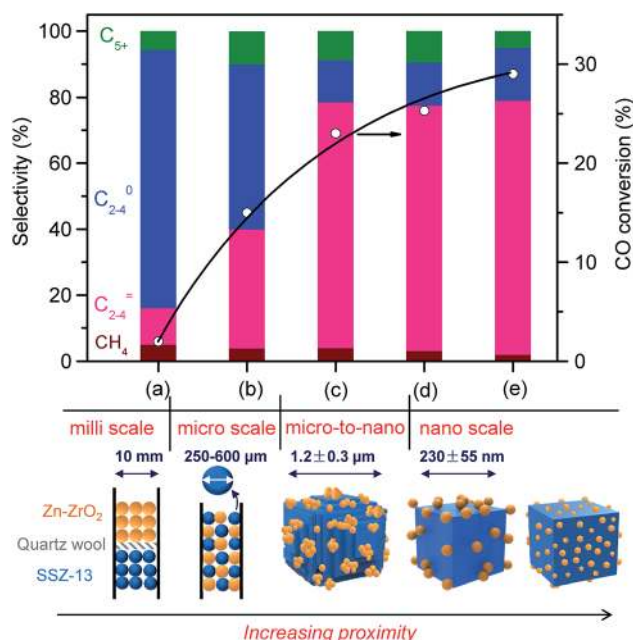 100
80
60
40
20
0
Selectivity (%)
C5+
C2-4 0
C2-4 =
CH4
30
20
10
0
CO conversion (%)
(a) (b) (c) (d) (e)
milli scale micro scale micro-to-nano nano scale
10 mm 250-600 μm 1.2±0.3 μm 230±55 nm
Zn-ZrO2
Quartz wool
SSZ-13
Increasing proximity